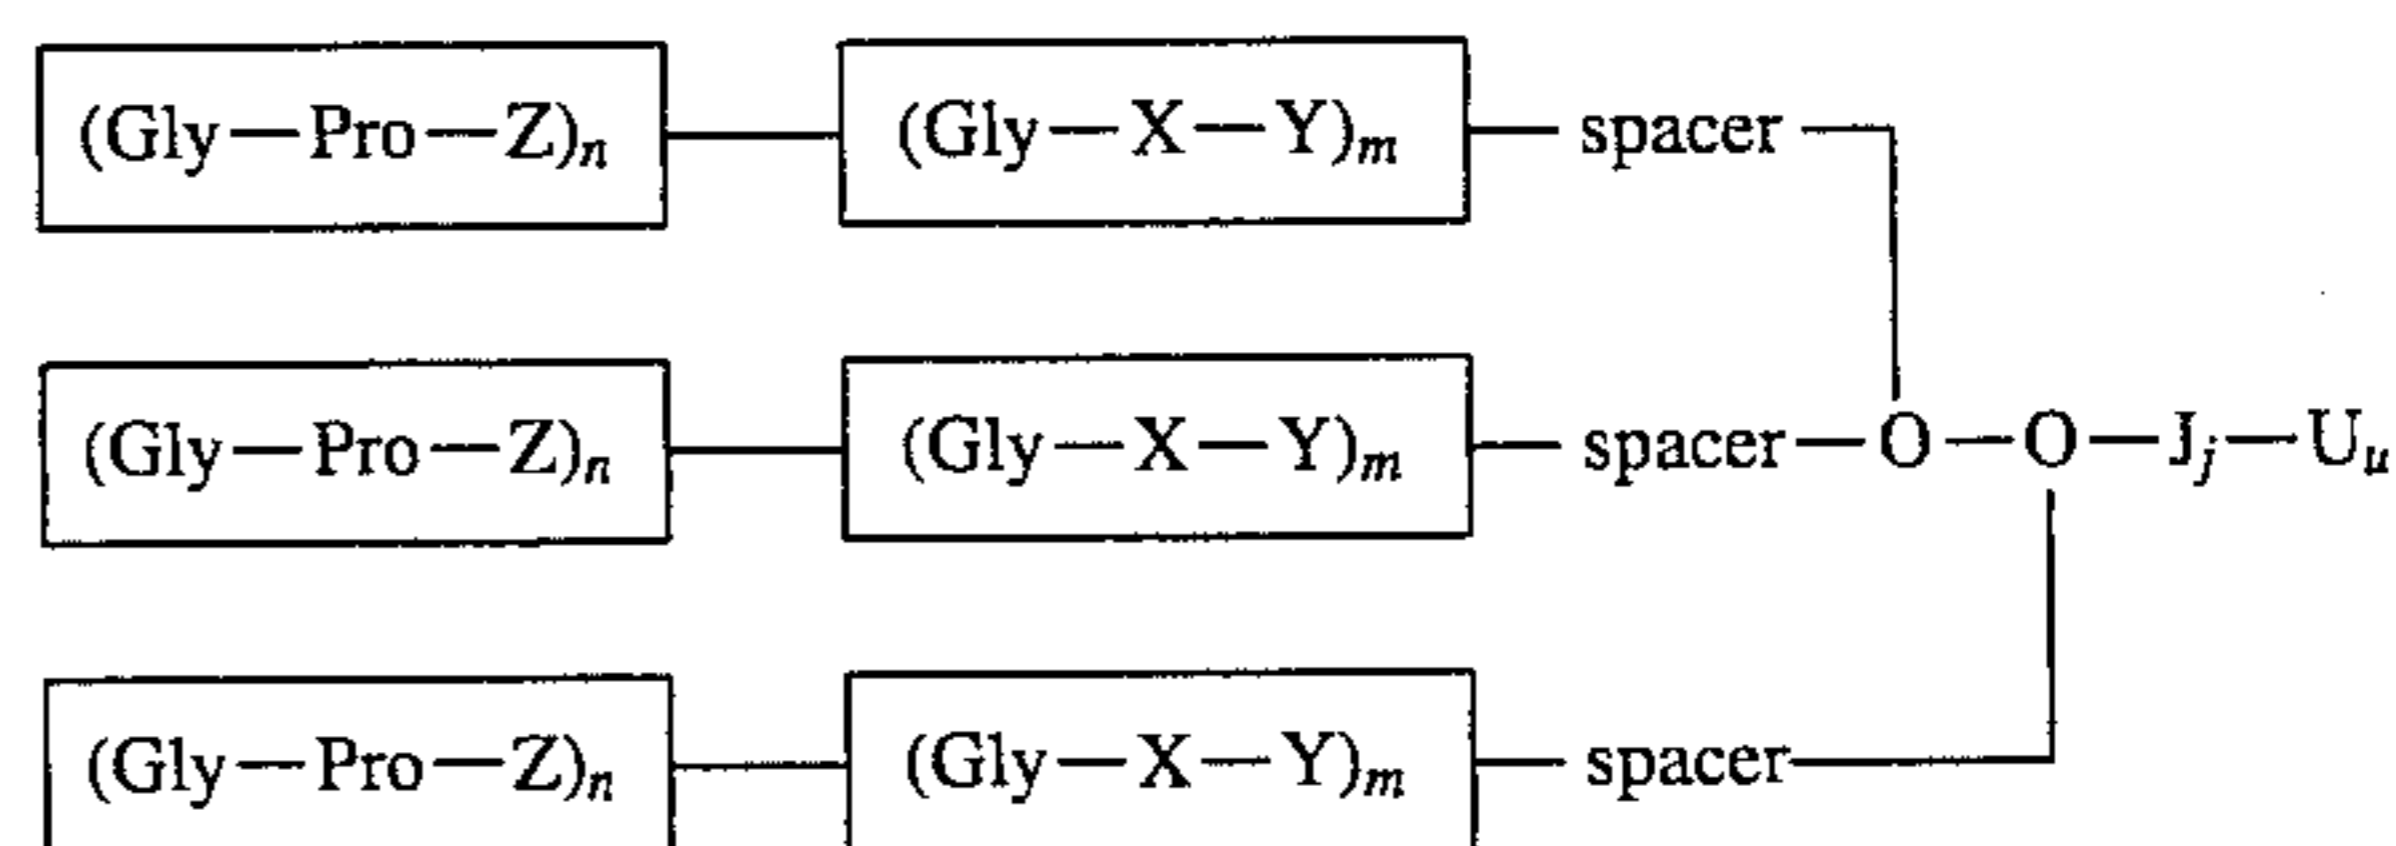 (Gly—Pro—Z)n (Gly—X—Y)m spacer
(Gly—Pro—Z)n (Gly—X—Y)m spacer—O—O—Jj—Uu
(Gly—Pro—Z)n (Gly—X—Y)m spacer